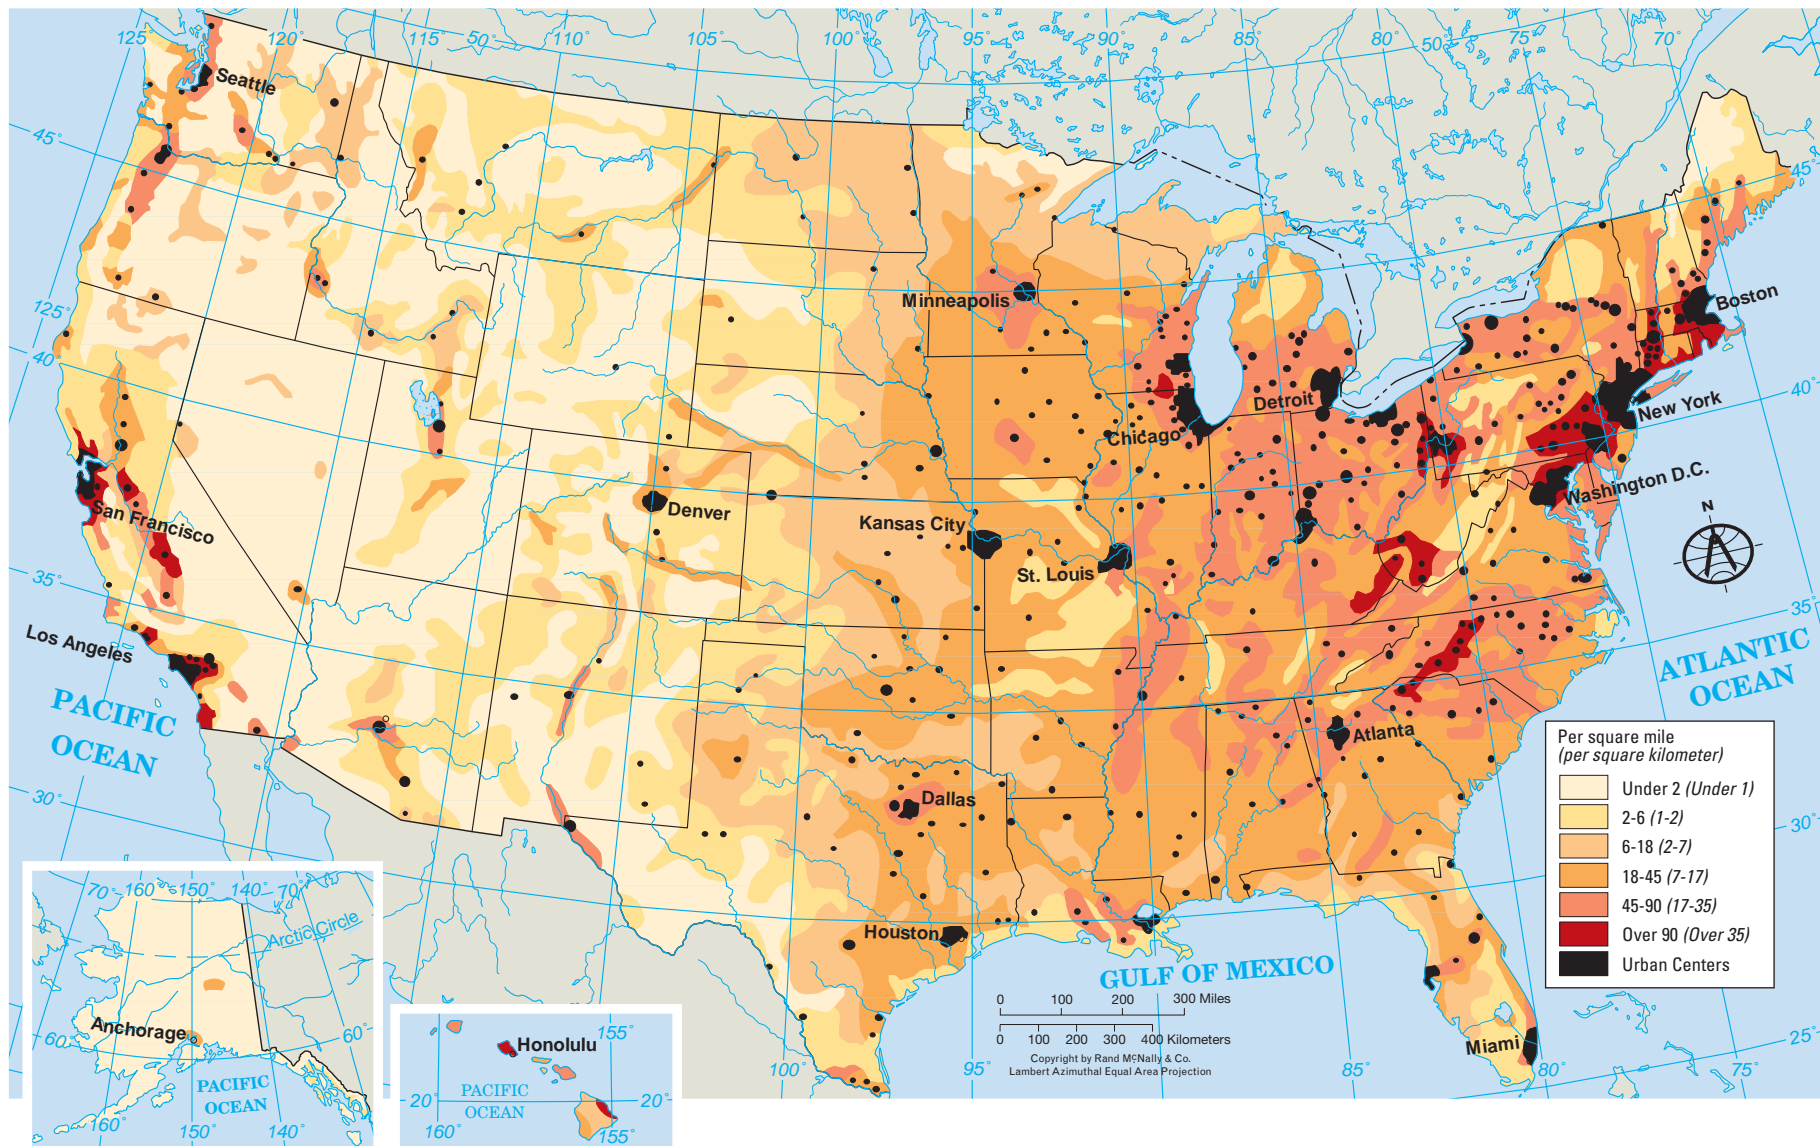 125°
120°
115°
110°
105°
100°
95°
90°
85°
80°
50°
75°
70°
45°
125°
40°
35°
30°
45°
40°
35°
30°
25°
100°
95°
85°
80°
75°
Seattle
Minneapolis
Boston
Detroit
New York
Chicago
Washington D.C.
San Francisco
Denver
Kansas City
St. Louis
Los Angeles
Atlanta
Dallas
Houston
Miami
PACIFIC
OCEAN
ATLANTIC
OCEAN
GULF OF MEXICO
N
Per square mile
(per square kilometer)
Under 2 (Under 1)
2-6 (1-2)
6-18 (2-7)
18-45 (7-17)
45-90 (17-35)
Over 90 (Over 35)
Urban Centers
0 100 200 300 Miles
0 100 200 300 400 Kilometers
Copyright by Rand McNally & Co.
Lambert Azimuthal Equal Area Projection
70° 160° 150° 140° 70°
Arctic Circle
Anchorage
60°
60°
PACIFIC
OCEAN
160°
150°
140°
155°
Honolulu
PACIFIC
OCEAN
20°
20°
160°
155°